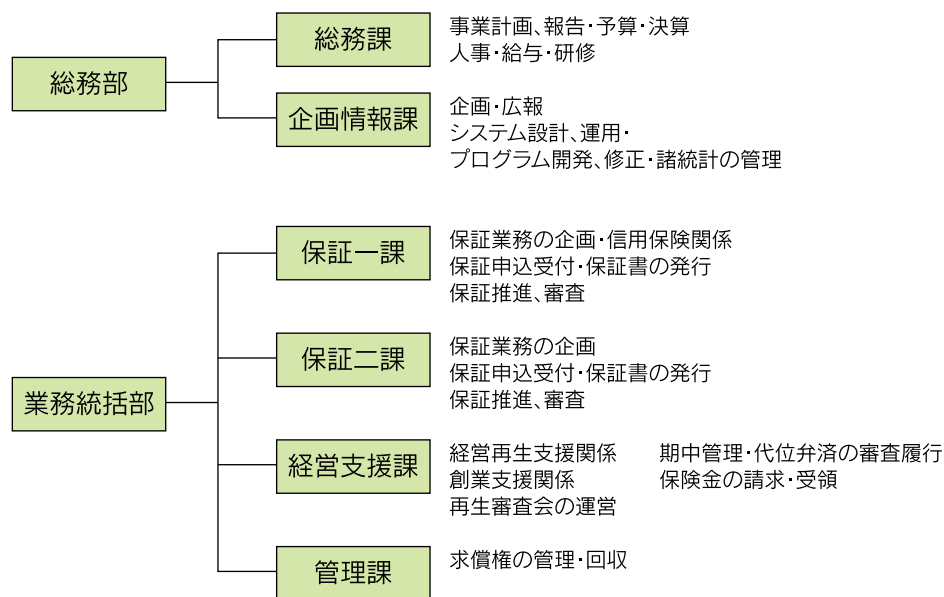 総務部
総務課
事業計画、報告・予算・決算
人事・給与・研修
企画情報課
企画・広報
システム設計、運用・
プログラム開発、修正・諸統計の管理
業務統括部
保証一課
保証業務の企画・信用保険関係
保証申込受付・保証書の発行
保証推進、審査
保証二課
保証業務の企画
保証申込受付・保証書の発行
保証推進、審査
経営支援課
経営再生支援関係
創業支援関係
再生審査会の運営
期中管理・代位弁済の審査履行
保険金の請求・受領
管理課
求償権の管理・回収